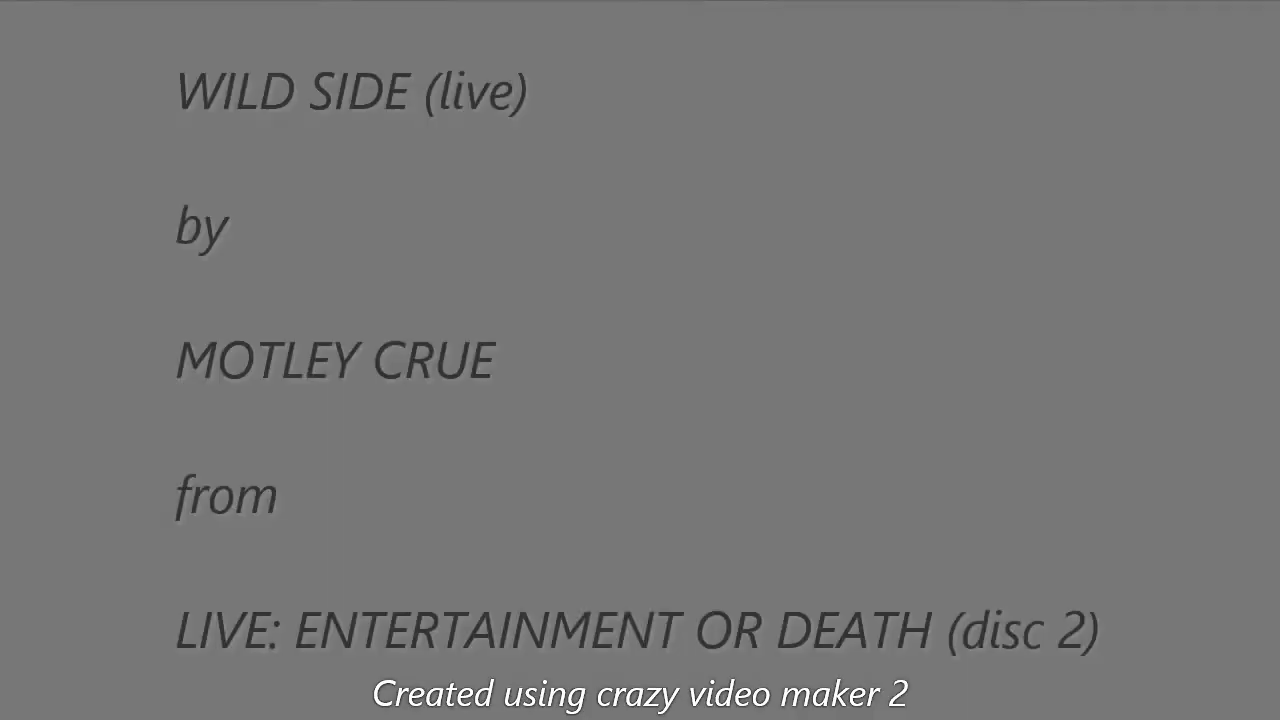 WILD SIDE (live)
by
MOTLEY CRUE
from
LIVE: ENTERTAINMENT OR DEATH (disc 2)
Created using crazy video maker 2